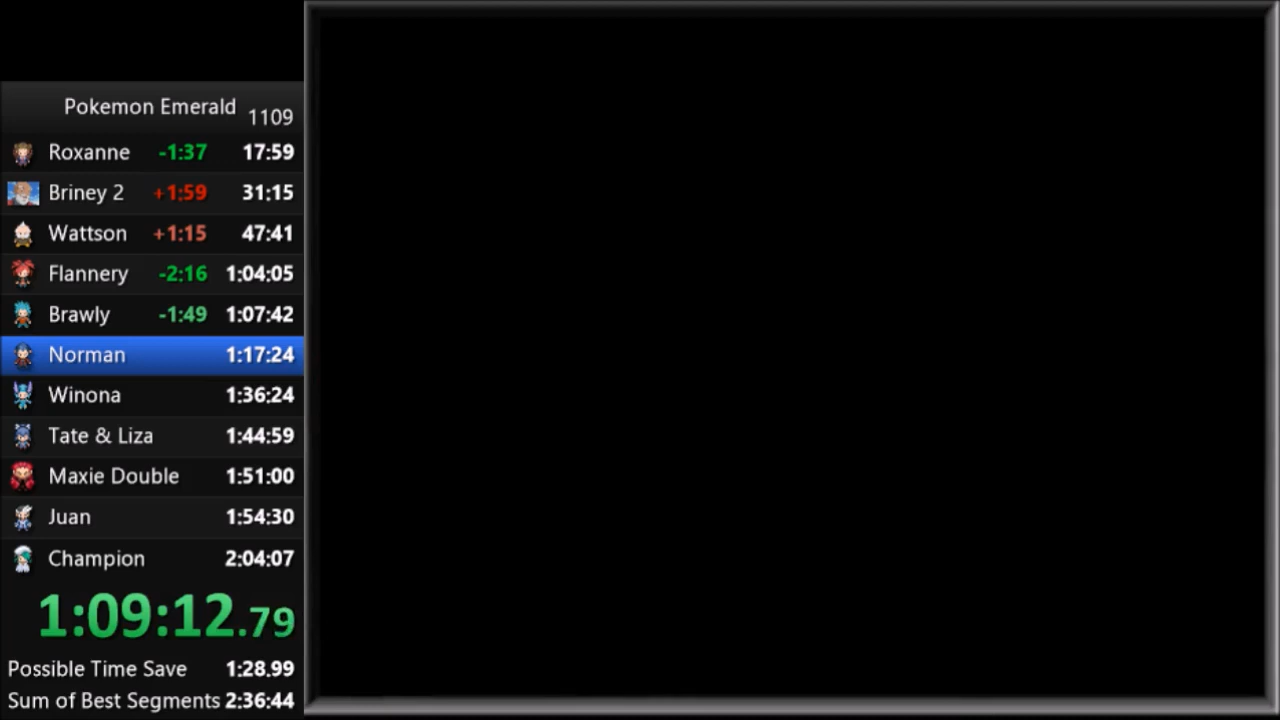 Pokemon Emerald 1109
Roxanne -1:37 17:59
Briney 2 +1:59 31:15
Wattson +1:15 47:41
Flannery -2:16 1:04:05
Brawly -1:49 1:07:42
Norman 1:17:24
Winona 1:36:24
Tate & Liza 1:44:59
Maxie Double 1:51:00
Juan 1:54:30
Champion 2:04:07
1:09:12.79
Possible Time Save 1:28.99
Sum of Best Segments 2:36:44